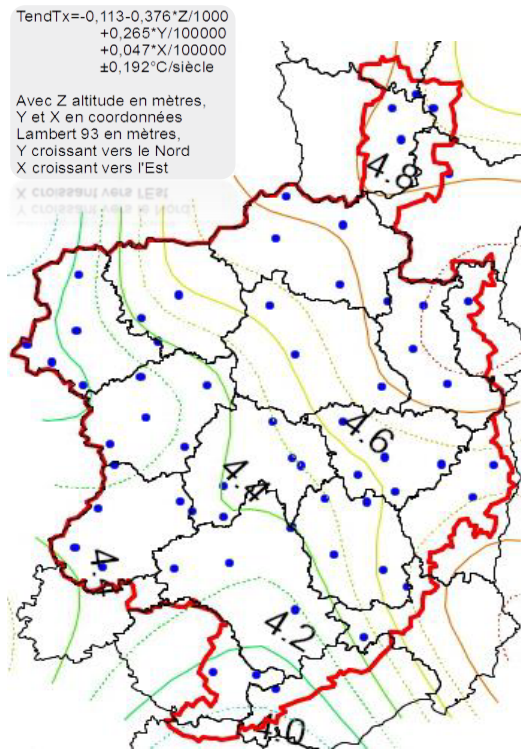 TendTx=-0,113-0,376*Z/1000
+0,265*Y/100000
+0,047*X/100000
±0,192°C/siècle
Avec Z altitude en mètres,
Y et X en coordonnées
Lambert 93 en mètres,
Y croissant vers le Nord
X croissant vers l'Est
4.8
4.6
4.4
4.4
4.2
4.0